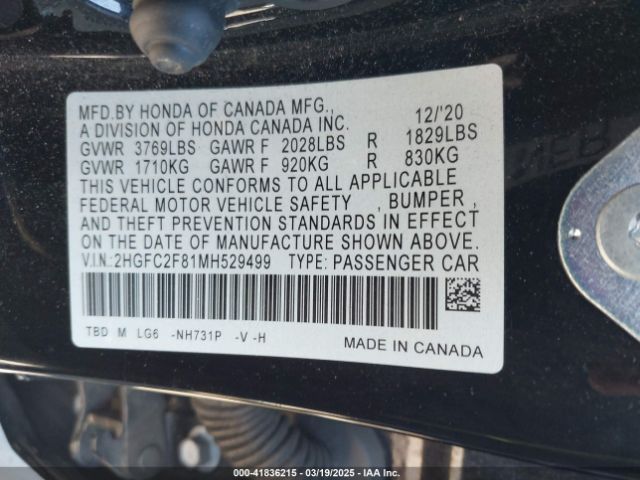 MFD.BY HONDA OF CANADA MFG., 12/'20
A DIVISION OF HONDA CANADA INC.
GVWR 3769LBS GAWR F 2028LBS R 1829LBS
GVWR 1710KG GAWR F 920KG R 830KG
THIS VEHICLE CONFORMS TO ALL APPLICABLE
FEDERAL MOTOR VEHICLE SAFETY , BUMPER ,
AND THEFT PREVENTION STANDARDS IN EFFECT
ON THE DATE OF MANUFACTURE SHOWN ABOVE.
V.I.N.: 2HGFC2F81MH529499 TYPE: PASSENGER CAR
TBD M LG6 -NH731P -V -H
MADE IN CANADA
000-41836215 - 03/19/2025 - IAA Inc.